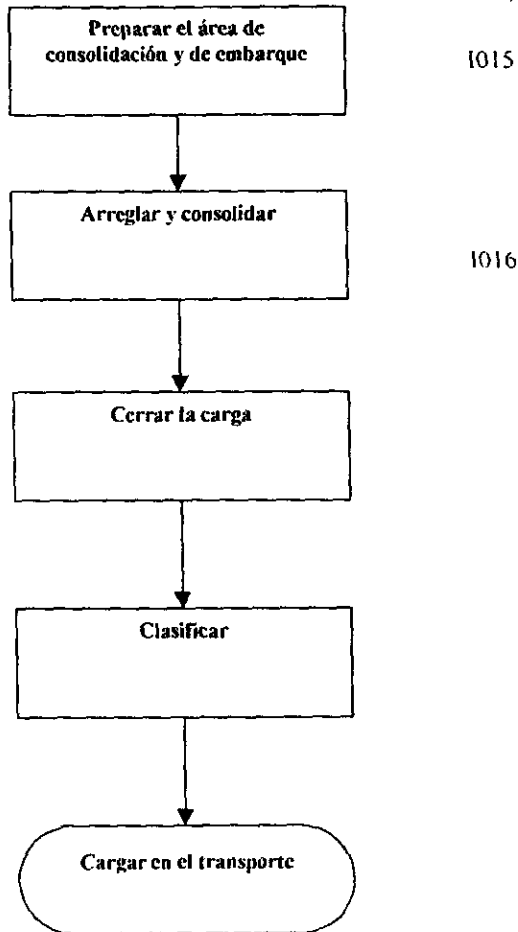 Preparar el área de
consolidación y de embarque
1015
Arreglar y consolidar
1016
Cerrar la carga
Clasificar
Cargar en el transporte